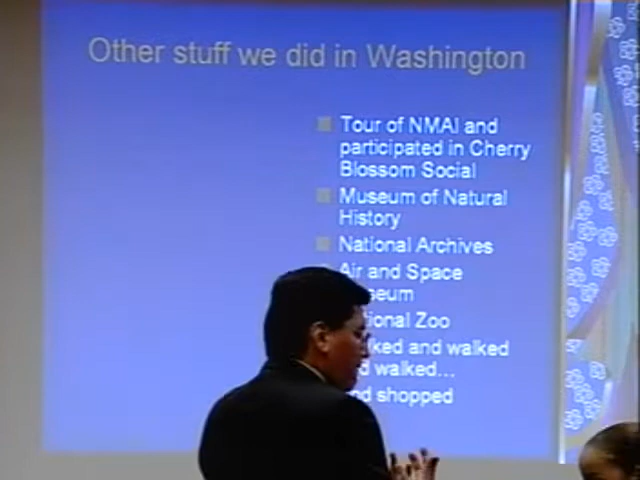 Other stuff we did in Washington
Tour of NMAI and
participated in Cherry
Blossom Social
Museum of Natural
History
National Archives
Air and Space
seum
tional Zoo
ked and walked
d walked...
nd shopped